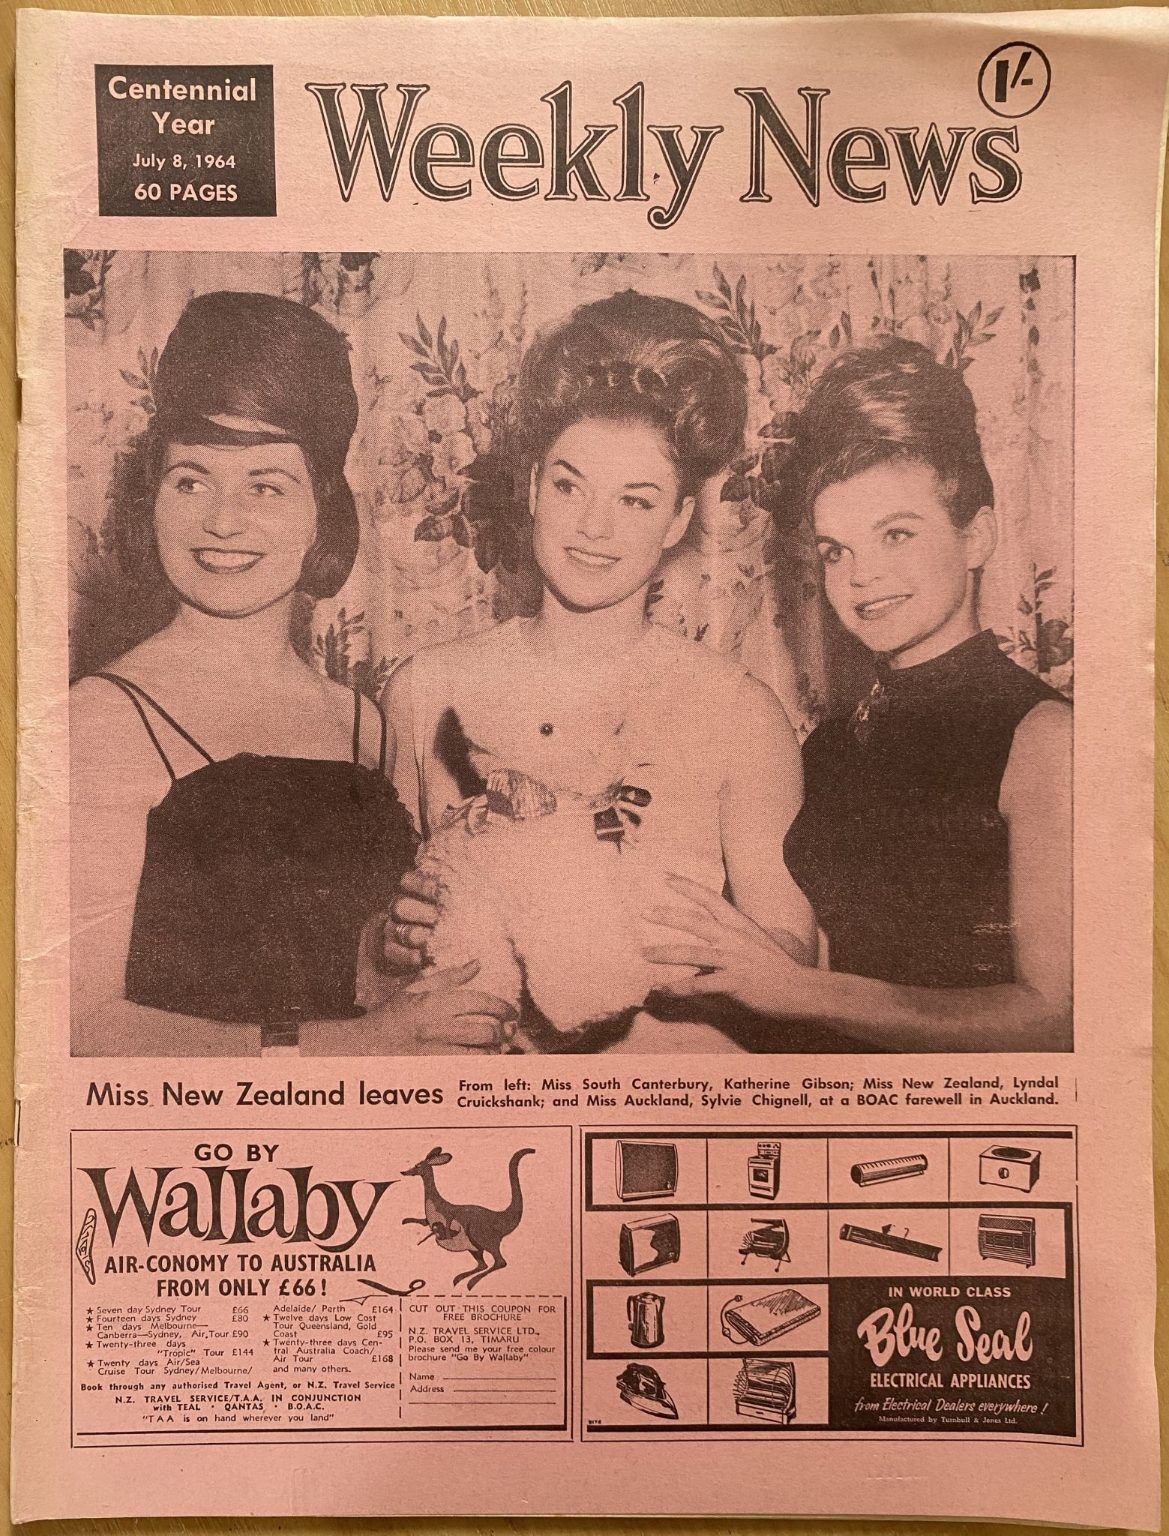 Centennial
Year
July 8, 1964
60 PAGES
Weekly News
1/-
Miss New Zealand leaves
From left: Miss South Canterbury, Katherine Gibson; Miss New Zealand, Lyndal
Cruickshank; and Miss Auckland, Sylvie Chignell, at a BOAC farewell in Auckland.
GO BY
Wallaby
AIR-CONOMY TO AUSTRALIA
FROM ONLY £66!
★ Seven day Sydney Tour £66
★ Fourteen days Sydney £80
★ Ten days Melbourne—
Canberra—Sydney, Air Tour £90
★ Twenty-three days
"Tropic" Tour £144
★ Twenty days Air/Sea
Cruise Tour Sydney/Melbourne/
Adelaide/Perth £164
★ Twelve days Low Cost
Tour Queensland, Gold
Coast £95
★ Twenty-three days Cen-
tral Australia Coach/
Air Tour £168
and many others.
Book through any authorised Travel Agent, or N.Z. Travel Service
N.Z. TRAVEL SERVICE/T.A.A. IN CONJUNCTION
with TEAL · QANTAS · B.O.A.C.
"TAA is on hand wherever you land"
CUT OUT THIS COUPON FOR
FREE BROCHURE
N.Z. TRAVEL SERVICE LTD.,
P.O. BOX 13, TIMARU
Please send me your free colour
brochure "Go By Wallaby"
Name
Address
IN WORLD CLASS
Blue Seal
ELECTRICAL APPLIANCES
from Electrical Dealers everywhere!
Manufactured by Turnbull & Jones Ltd.